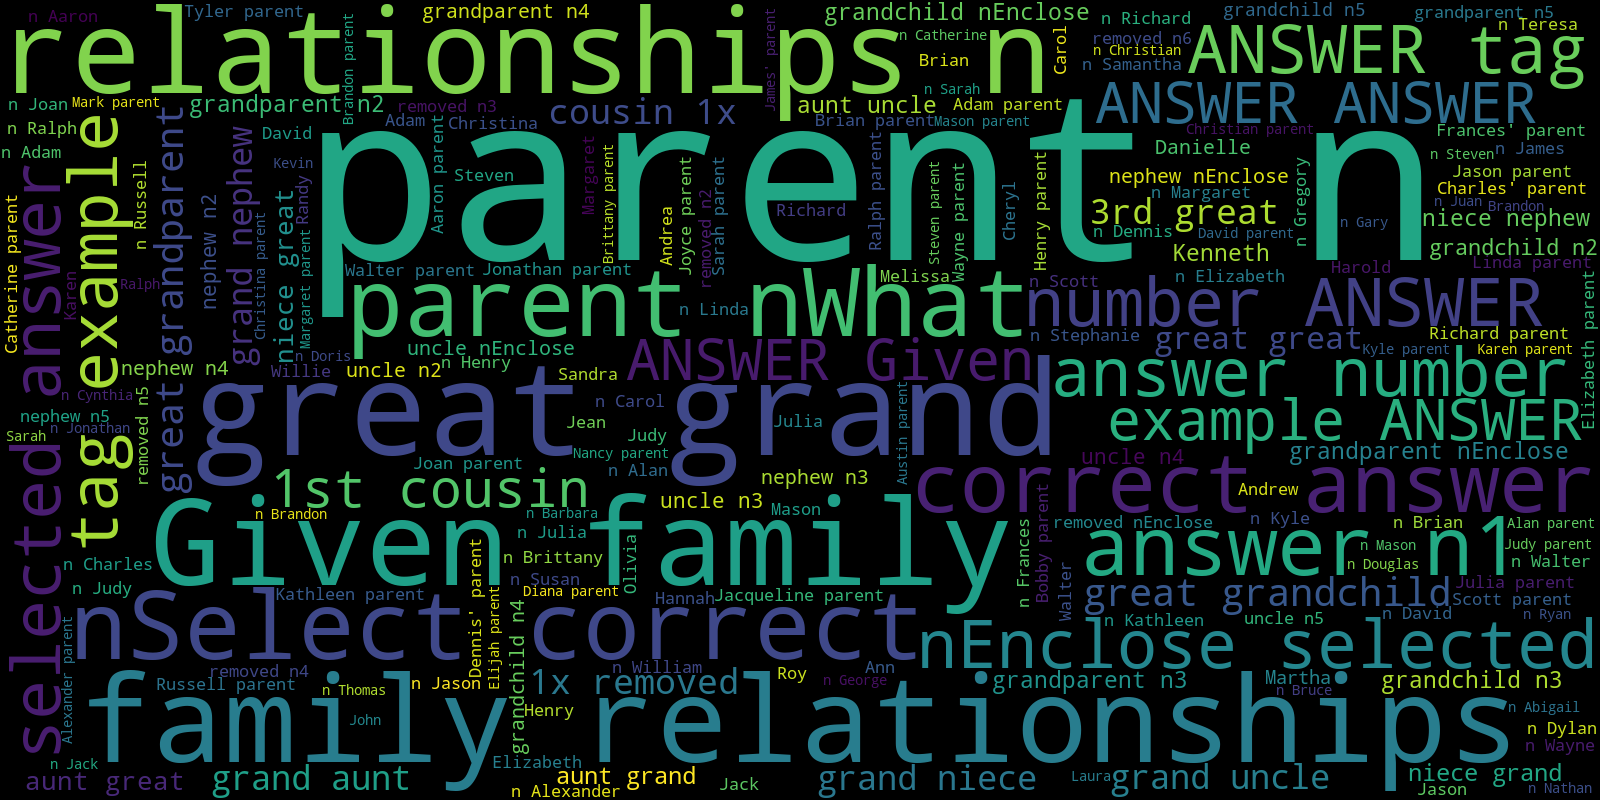 n Aaron
Tyler parent
grandparent n4
grandchild nEnclose
n Richard
grandchild n5
grandparent n5
n Teresa
relationships n
n Catherine
Brian
Carol
removed n6
n Christian
n Samantha
ANSWER tag
Brandon parent
James' parent
n Sarah
n Joan
Mark parent
grandparent n2
removed n3
cousin 1x
aunt uncle
Adam parent
ANSWER ANSWER
n Ralph
n Adam
David
Adam
Christina
Brian parent
Mason parent
Christian parent
Frances' parent
parent n
Danielle
n Steven
n James
Kevin
Steven
nephew nEnclose
Jason parent
n Margaret
Charles' parent
tag example
great grandparent
grand nephew
n Russell
nephew n2
niece great
Randy
Christina parent
Margaret parent
Aaron parent
Margaret
Brittany parent
Andrea
Joyce parent
removed n2
Sarah parent
Richard
Ralph parent
Steven parent
Wayne parent
Cheryl
Henry parent
3rd great
n Juan
Brandon
n Gregory
n Gary
niece nephew
n Dennis
David parent
Kenneth
grandchild n2
Catherine parent
selected answer
Karen
Ralph
Walter parent
Jonathan parent
Melissa
n Scott
n Elizabeth
Harold
Linda parent
parent nWhat
n Linda
number ANSWER
n Stephanie
great great
Richard parent
Elizabeth parent
n Doris
uncle nEnclose
n Henry
ANSWER Given
Kyle parent
Karen parent
nephew n4
Willie
uncle n2
Sandra
answer number
n Cynthia
great grand
n Carol
Julia
Austin parent
example ANSWER
nephew n5
n Jonathan
Sarah
removed n5
Jean
Judy
Nancy parent
grandparent nEnclose
Joan parent
n Alan
nephew n3
uncle n4
correct answer
1st cousin
uncle n3
Mason
Andrew
n Brandon
n Barbara
Given family
n Julia
removed nEnclose
n Kyle
n Brian
Alan parent
Olivia
n Frances
Bobby parent
answer n1
n Mason
Judy parent
n Charles
n Brittany
n Douglas
n Walter
n Judy
n Susan
Dennis' parent
Elijah parent
Kathleen parent
Diana parent
Hannah
Jacqueline parent
Walter
great grandchild
Julia parent
Scott parent
nSelect correct
grandchild n4
n Kathleen
uncle n5
n David
n Ryan
Alexander parent
nEnclose selected
removed n4
n William
Ann
Russell parent
n Thomas
n Jason
1x removed
Roy
n George
grandparent n3
Martha
n Bruce
grandchild n3
John
Henry
n Abigail
family relationships
n Dylan
n Wayne
n Jack
Elizabeth
aunt great
grand aunt
aunt grand
n Alexander
Jack
grand niece
Laura
grand uncle
niece grand
Jason
n Nathan